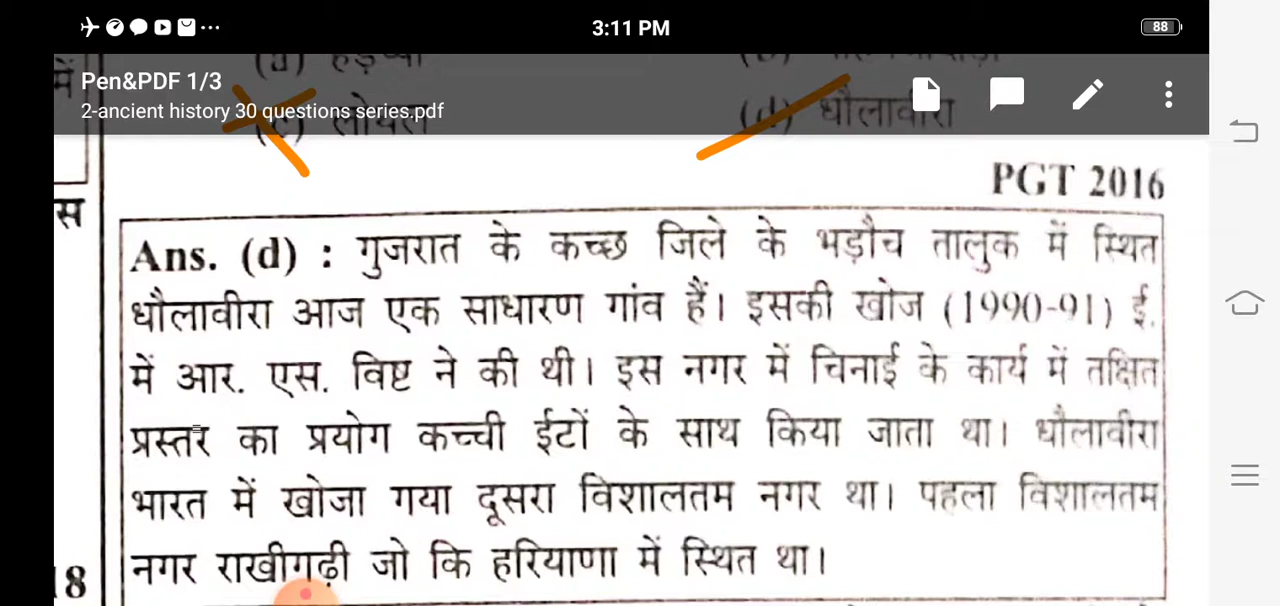 3:11 PM
88
Pen&PDF 1/3
2-ancient history 30 questions series.pdf
में
(a) हड़प्पा
(c) लोथल
(d) धौलावीरा
PGT 2016
स
Ans. (d) : गुजरात के कच्छ जिले के भड़ौच तालुक में स्थित
धौलावीरा आज एक साधारण गांव हैं। इसकी खोज (1990-91) ई.
में आर. एस. विष्ट ने की थी। इस नगर में चिनाई के कार्य में तक्षित
प्रस्तर का प्रयोग कच्ची ईटों के साथ किया जाता था। धौलावीरा
भारत में खोजा गया दूसरा विशालतम नगर था। पहला विशालतम
नगर राखीगढ़ी जो कि हरियाणा में स्थित था।
18